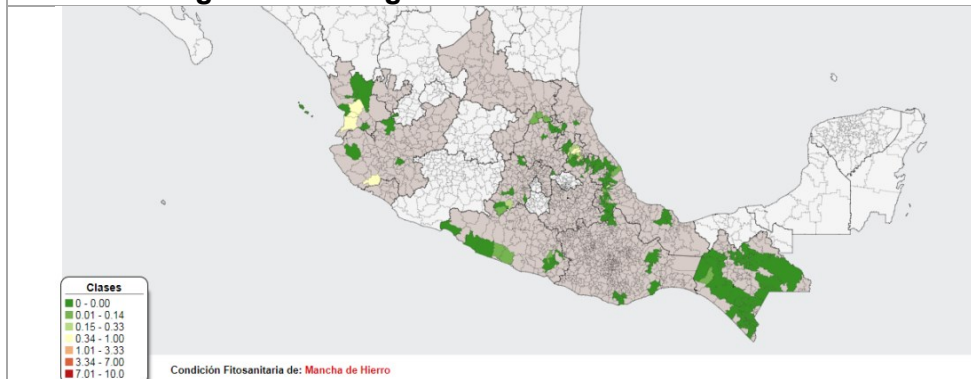 Clases
0 - 0.00
0.01 - 0.14
0.15 - 0.33
0.34 - 1.00
1.01 - 3.33
3.34 - 7.00
7.01 - 10.0
Condición Fitosanitaria de: Mancha de Hierro